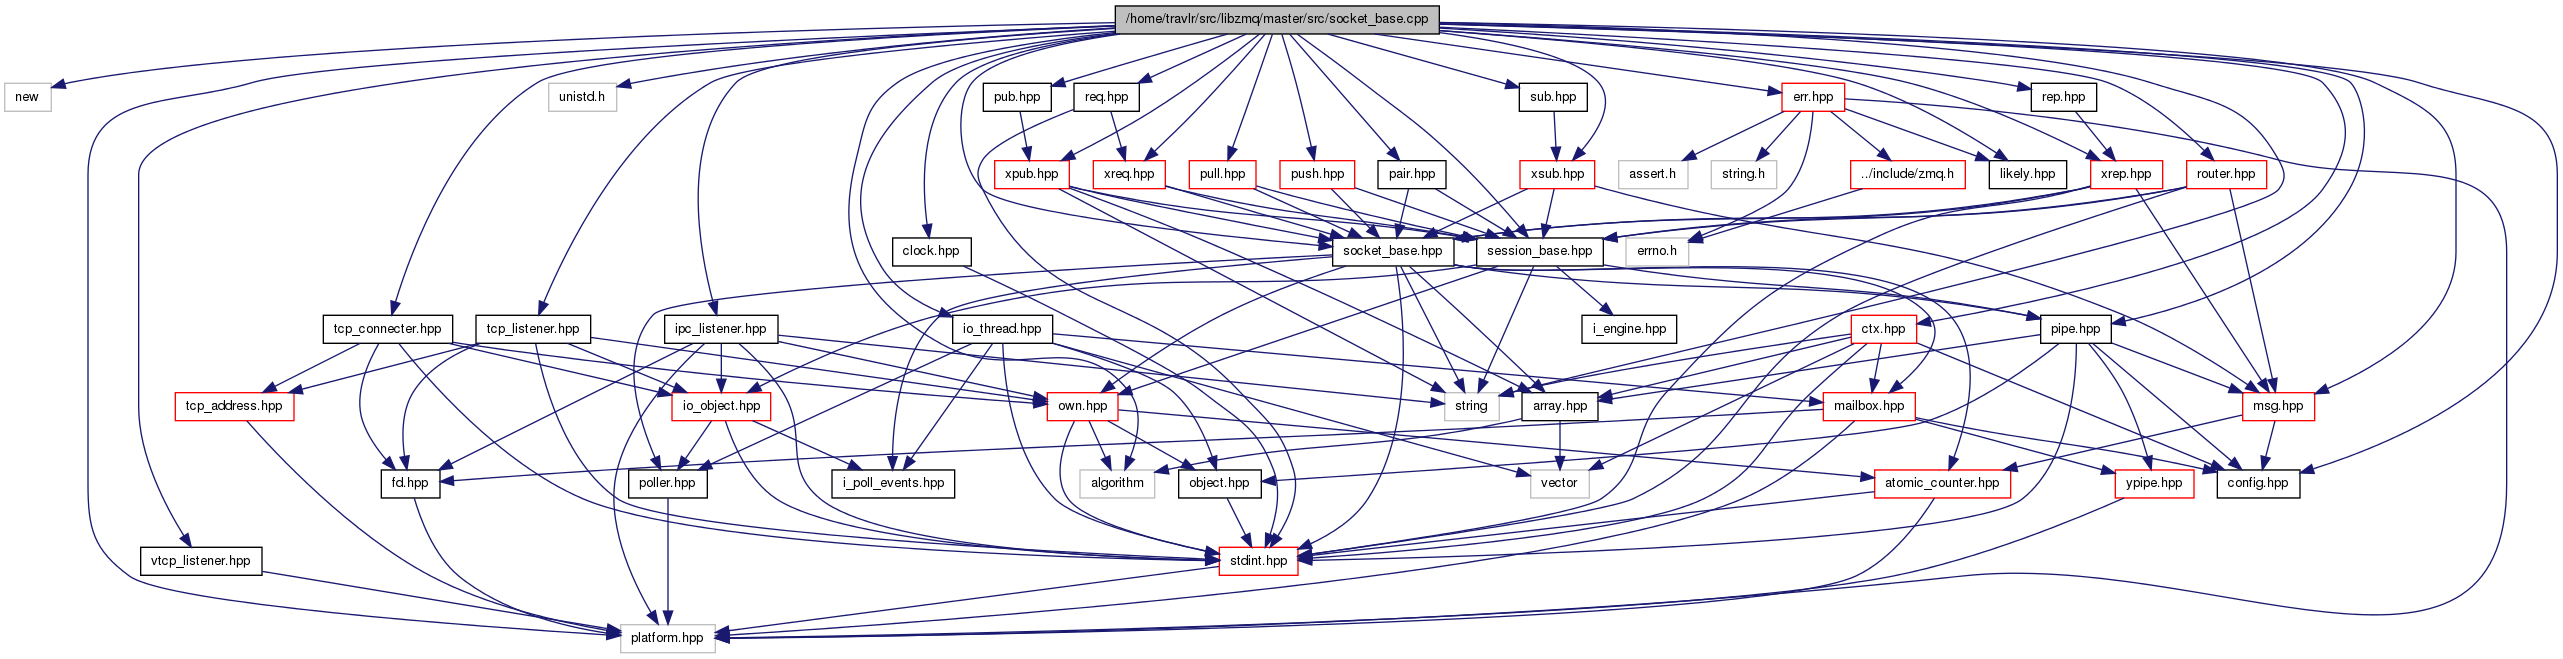 /home/travlr/src/libzmq/master/src/socket_base.cpp
new
unistd.h
pub.hpp
req.hpp
sub.hpp
err.hpp
rep.hpp
xpub.hpp
xreq.hpp
pull.hpp
push.hpp
pair.hpp
xsub.hpp
assert.h
string.h
../include/zmq.h
likely.hpp
xrep.hpp
router.hpp
clock.hpp
socket_base.hpp
session_base.hpp
errno.h
tcp_connecter.hpp
tcp_listener.hpp
ipc_listener.hpp
io_thread.hpp
i_engine.hpp
ctx.hpp
pipe.hpp
tcp_address.hpp
io_object.hpp
own.hpp
string
array.hpp
mailbox.hpp
msg.hpp
fd.hpp
poller.hpp
i_poll_events.hpp
algorithm
object.hpp
vector
atomic_counter.hpp
ypipe.hpp
config.hpp
vtcp_listener.hpp
stdint.hpp
platform.hpp